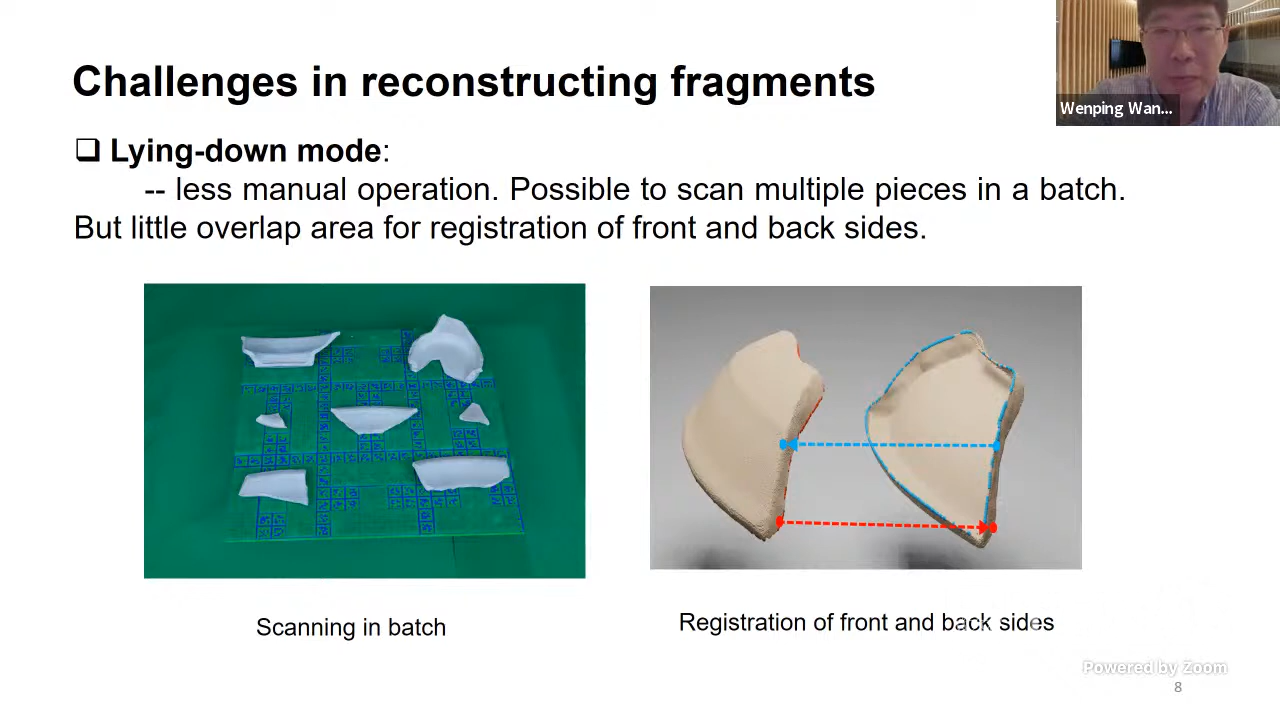 Challenges in reconstructing fragments
Wenping Wan...
❑ Lying-down mode:
-- less manual operation. Possible to scan multiple pieces in a batch.
But little overlap area for registration of front and back sides.
Scanning in batch
Registration of front and back sides
Powered by Zoom
8